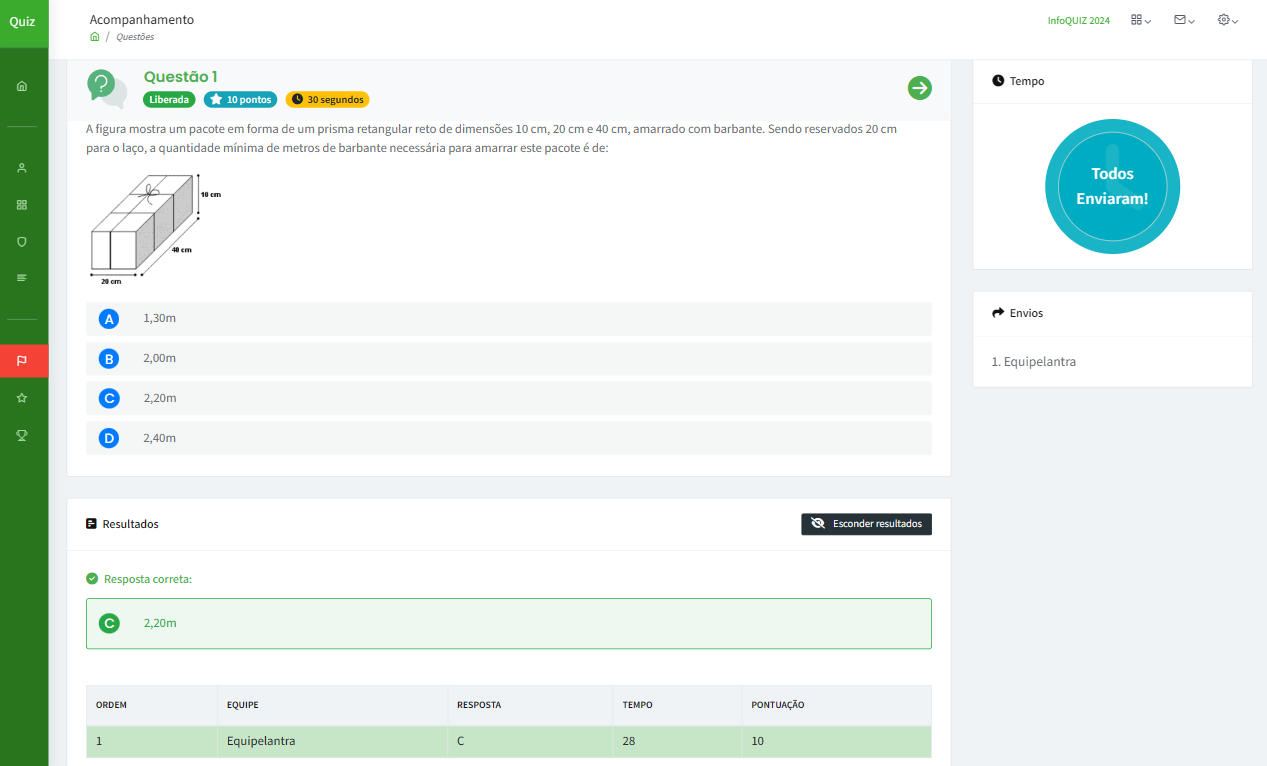 Quiz
Acompanhamento
/ Questões
InfoQUIZ 2024
Questão 1
Liberada
10 pontos
30 segundos
A figura mostra um pacote em forma de um prisma retangular reto de dimensões 10 cm, 20 cm e 40 cm, amarrado com barbante. Sendo reservados 20 cm
para o laço, a quantidade mínima de metros de barbante necessária para amarrar este pacote é de:
10 cm
40 cm
20 cm
A 1,30m
B 2,00m
C 2,20m
D 2,40m
Tempo
Todos
Enviaram!
Envios
1. Equipelantra
Resultados
Esconder resultados
Resposta correta:
C 2,20m
ORDEM EQUIPE RESPOSTA TEMPO PONTUAÇÃO
1 Equipelantra C 28 10